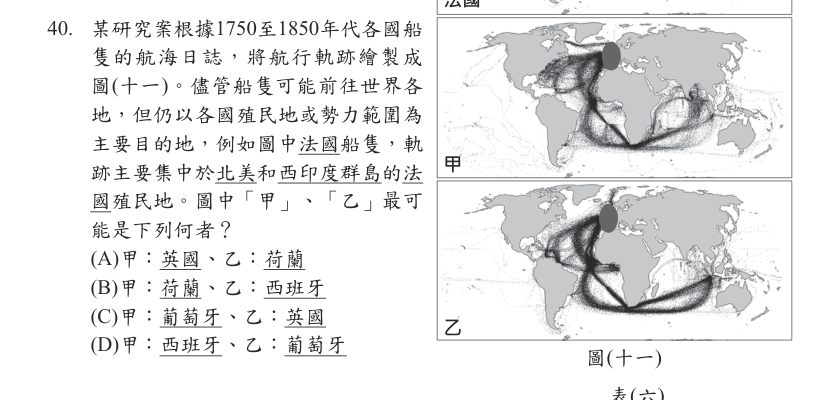 法國
40. 某研究案根據1750至1850年代各國船
隻的航海日誌，將航行軌跡繪製成
圖(十一)。儘管船隻可能前往世界各
地，但仍以各國殖民地或勢力範圍為
主要目的地，例如圖中法國船隻，軌
跡主要集中於北美和西印度群島的法
國殖民地。圖中「甲」、「乙」最可
能是下列何者？
(A)甲：英國、乙：荷蘭
(B)甲：荷蘭、乙：西班牙
(C)甲：葡萄牙、乙：英國
(D)甲：西班牙、乙：葡萄牙
甲
乙
圖(十一)
表(六)